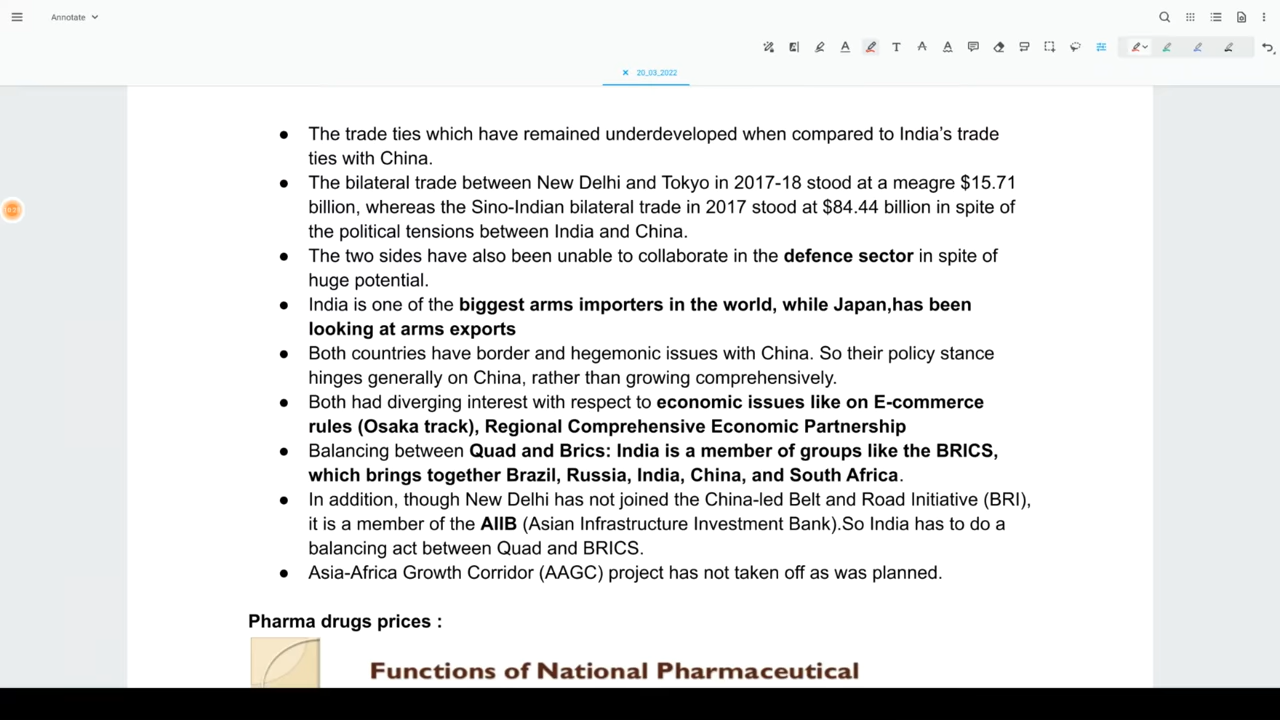 Annotate
20_03_2022
● The trade ties which have remained underdeveloped when compared to India’s trade
ties with China.
● The bilateral trade between New Delhi and Tokyo in 2017-18 stood at a meagre $15.71
billion, whereas the Sino-Indian bilateral trade in 2017 stood at $84.44 billion in spite of
the political tensions between India and China.
● The two sides have also been unable to collaborate in the defence sector in spite of
huge potential.
● India is one of the biggest arms importers in the world, while Japan,has been
looking at arms exports
● Both countries have border and hegemonic issues with China. So their policy stance
hinges generally on China, rather than growing comprehensively.
● Both had diverging interest with respect to economic issues like on E-commerce
rules (Osaka track), Regional Comprehensive Economic Partnership
● Balancing between Quad and Brics: India is a member of groups like the BRICS,
which brings together Brazil, Russia, India, China, and South Africa.
● In addition, though New Delhi has not joined the China-led Belt and Road Initiative (BRI),
it is a member of the AIIB (Asian Infrastructure Investment Bank).So India has to do a
balancing act between Quad and BRICS.
● Asia-Africa Growth Corridor (AAGC) project has not taken off as was planned.
Pharma drugs prices :
Functions of National Pharmaceutical